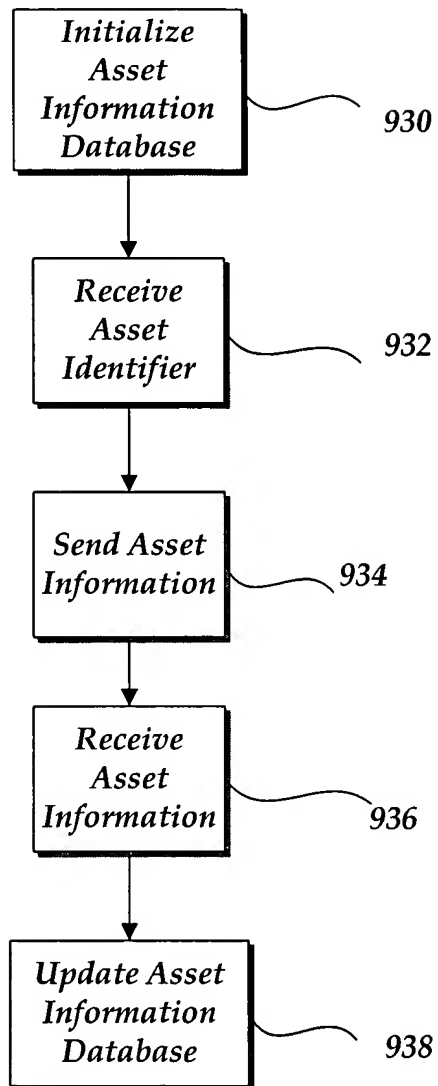 Initialize
Asset
Information
Database
930
Receive
Asset
Identifier
932
Send Asset
Information
934
Receive
Asset
Information
936
Update Asset
Information
Database
938